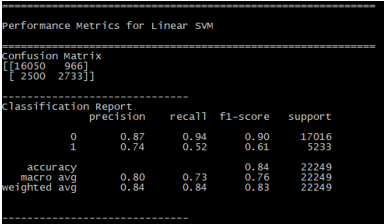 ================================================================
Performance Metrics for Linear SVM
================================================================
Confusion Matrix
[[16050   966]
 [ 2500  2733]]
--------------------------------
Classification Report
              precision    recall  f1-score   support
           0       0.87      0.94      0.90     17016
           1       0.74      0.52      0.61      5233
    accuracy                           0.84     22249
   macro avg       0.80      0.73      0.76     22249
weighted avg       0.84      0.84      0.83     22249
--------------------------------